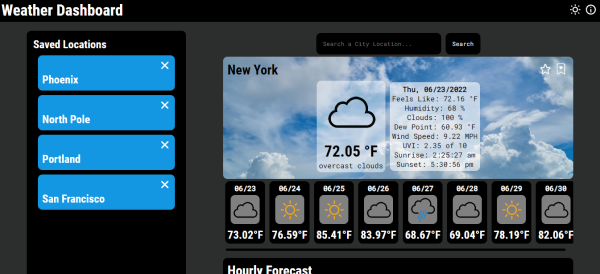 Weather Dashboard
Saved Locations
Phoenix
North Pole
Portland
San Francisco
Search a City Location...
Search
New York
72.05 °F
overcast clouds
Thu, 06/23/2022
Feels Like: 72.16 °F
Humidity: 68 %
Clouds: 100 %
Dew Point: 60.93 °F
Wind Speed: 9.22 MPH
UVI: 2.35 of 10
Sunrise: 2:25:27 am
Sunset: 5:30:56 pm
06/23 06/24 06/25 06/26 06/27 06/28 06/29 06/30
73.02°F 76.59°F 85.41°F 83.97°F 68.67°F 69.04°F 78.19°F 82.06°F
Hourly Forecast